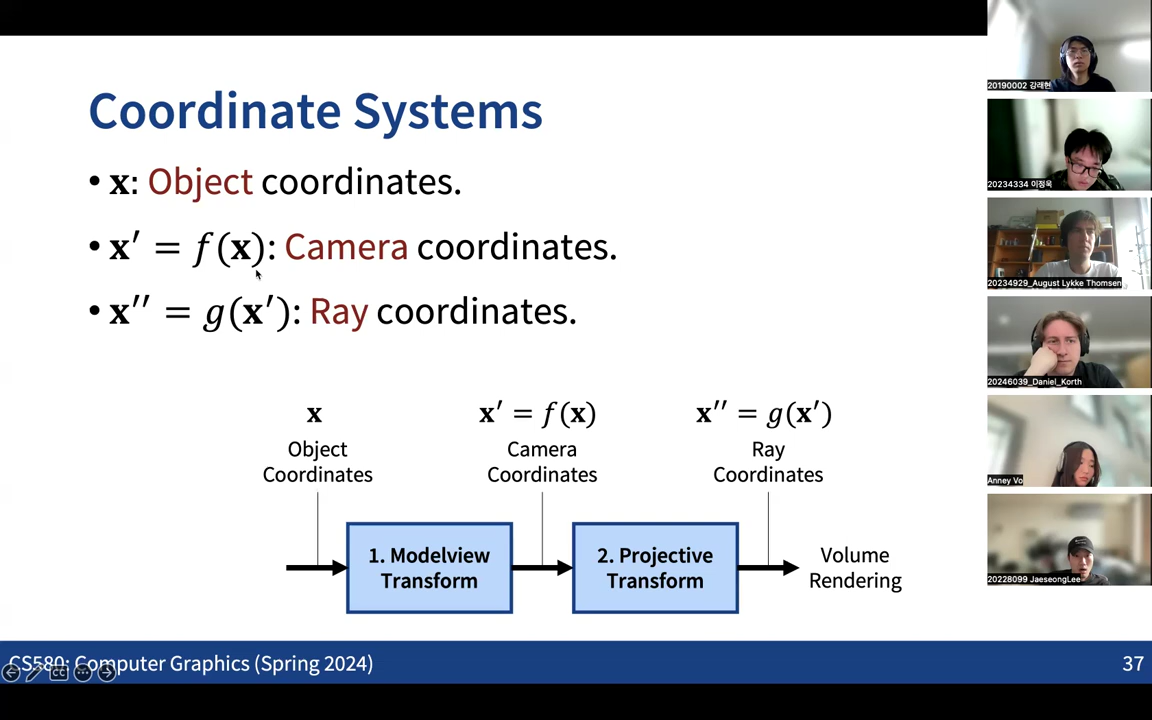 Coordinate Systems
• x: Object coordinates.
• x′ = f(x): Camera coordinates.
• x′′ = g(x′): Ray coordinates.
x
Object
Coordinates
x′ = f(x)
Camera
Coordinates
x′′ = g(x′)
Ray
Coordinates
1. Modelview
Transform
2. Projective
Transform
Volume
Rendering
CS580: Computer Graphics (Spring 2024)
37
20190002 강래현
20234334 이정욱
20234929_August Lykke Thomsen
20246039_Daniel_Korth
Anney Vo
20228099 JaeseongLee